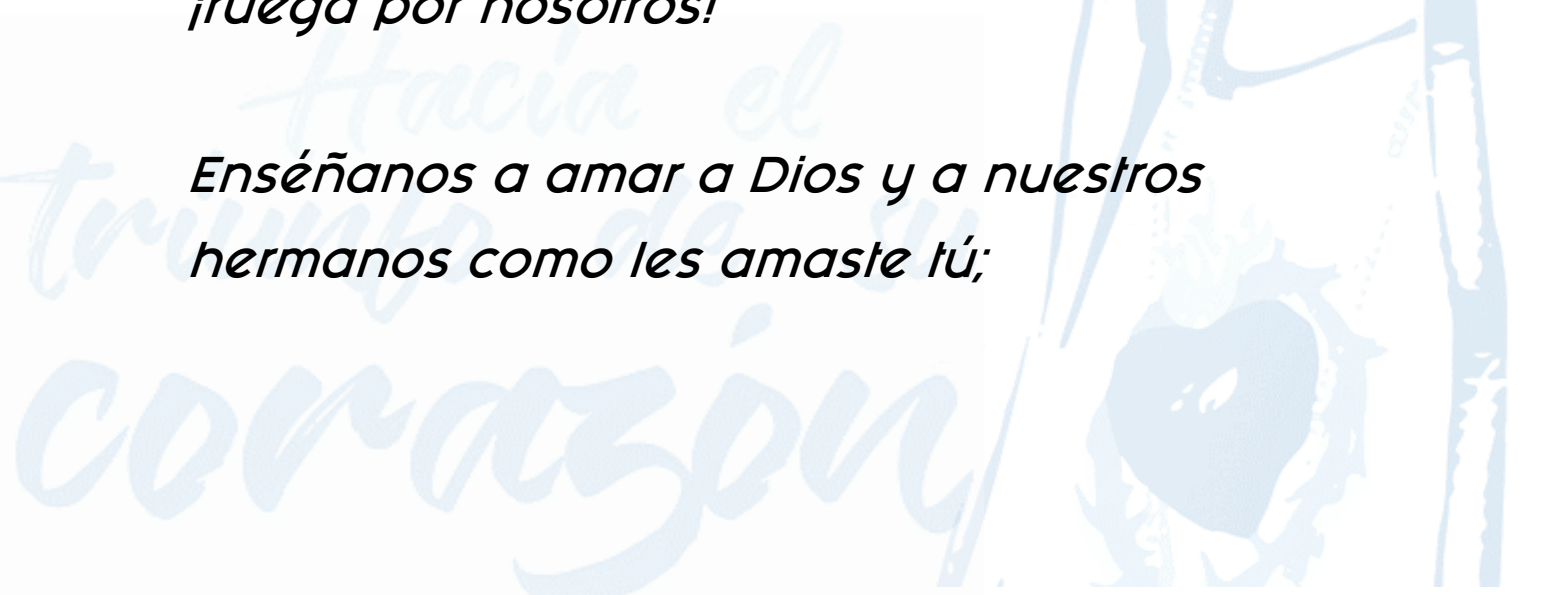 ¡ruega por nosotros!
Hacia el
Enséñanos a amar a Dios y a nuestros
triunfo de su
hermanos como les amaste tú;
corazón